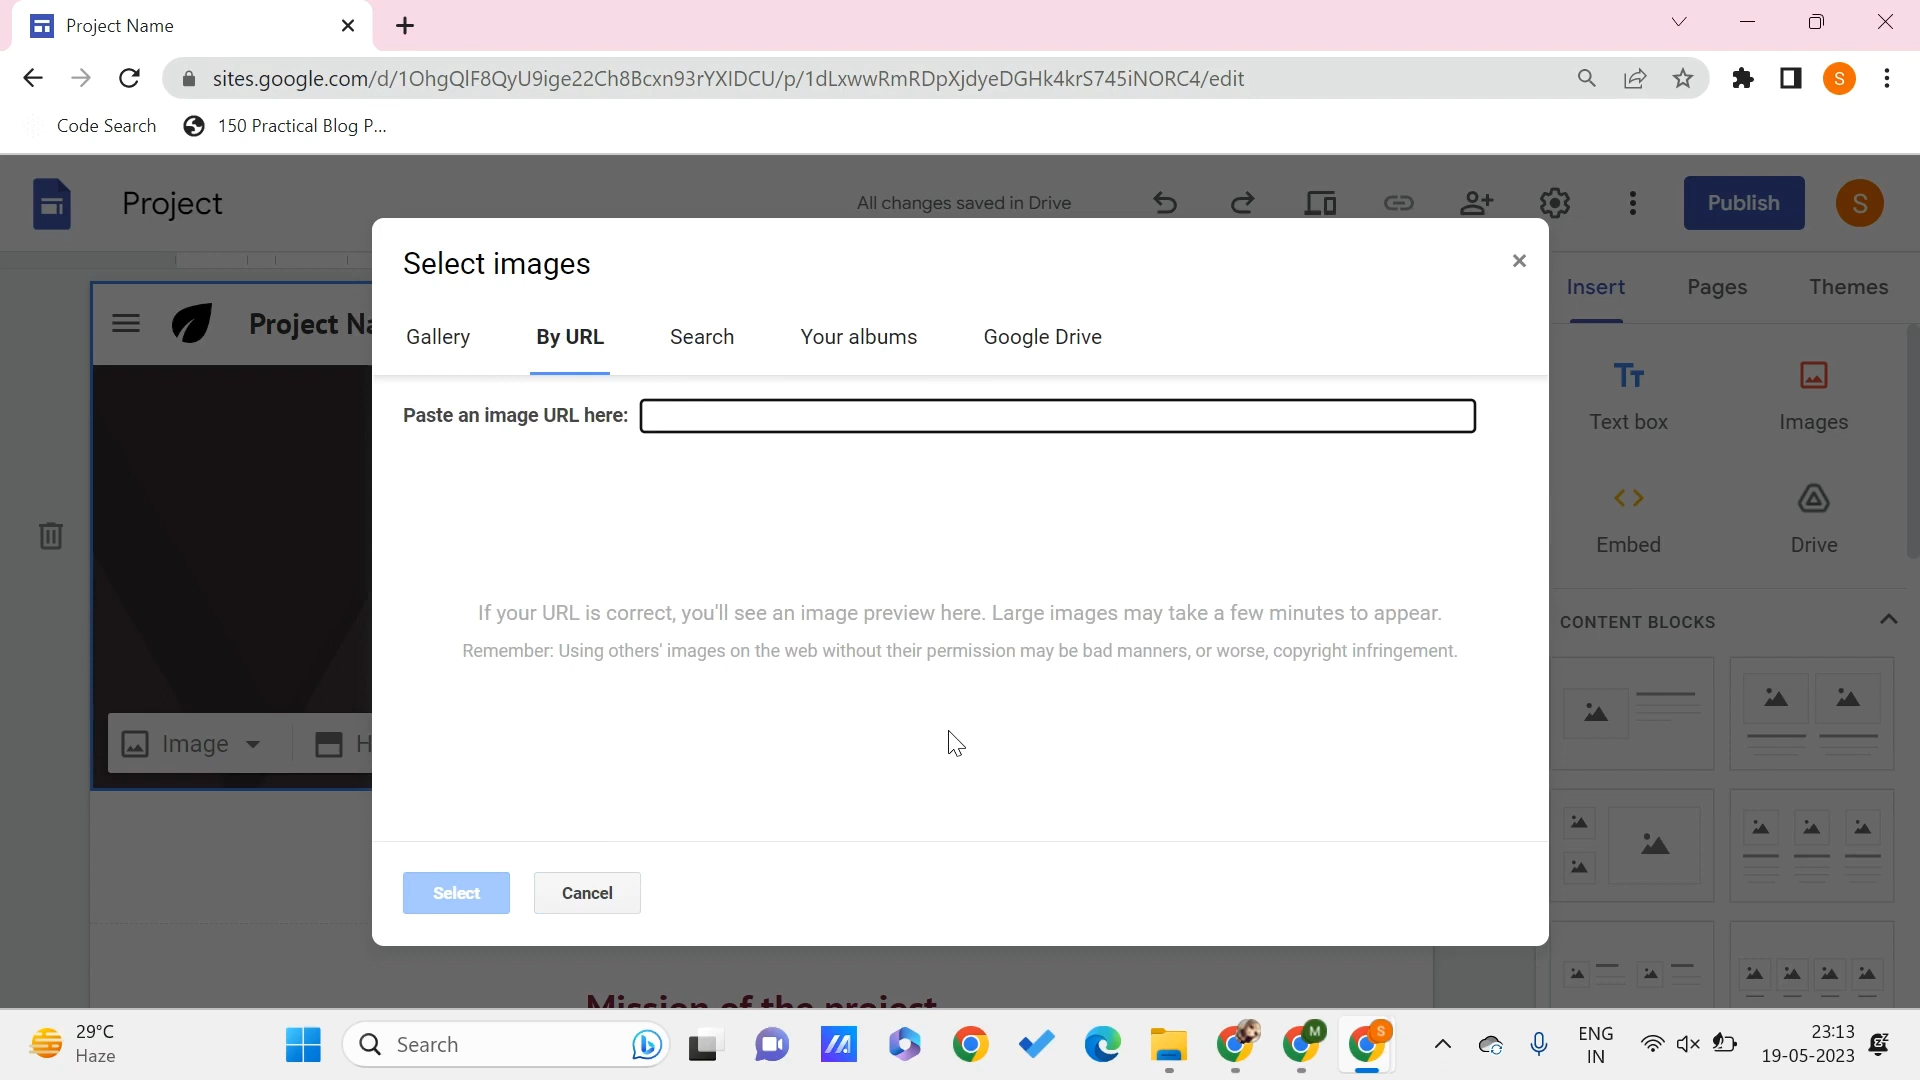 Project Name
sites.google.com/d/1OhgQIF8QyU9ige22Ch8Bcxn93rYXIDCU/p/1dLxwwRmRDpXjdyeDGHk4krS745iNORC4/edit
S
Code Search
150 Practical Blog P...
Project
All changes saved in Drive
Publish
S
Select images
Insert
Pages
Themes
Project Na
Gallery
By URL
Search
Your albums
Google Drive
Paste an image URL here:
Text box
Images
Embed
Drive
If your URL is correct, you'll see an image preview here. Large images may take a few minutes to appear.
CONTENT BLOCKS
Remember: Using others' images on the web without their permission may be bad manners, or worse, copyright infringement.
Image
H
Select
Cancel
Mission of the project
29°C
Haze
Search
M
S
ENG
IN
23:13
19-05-2023